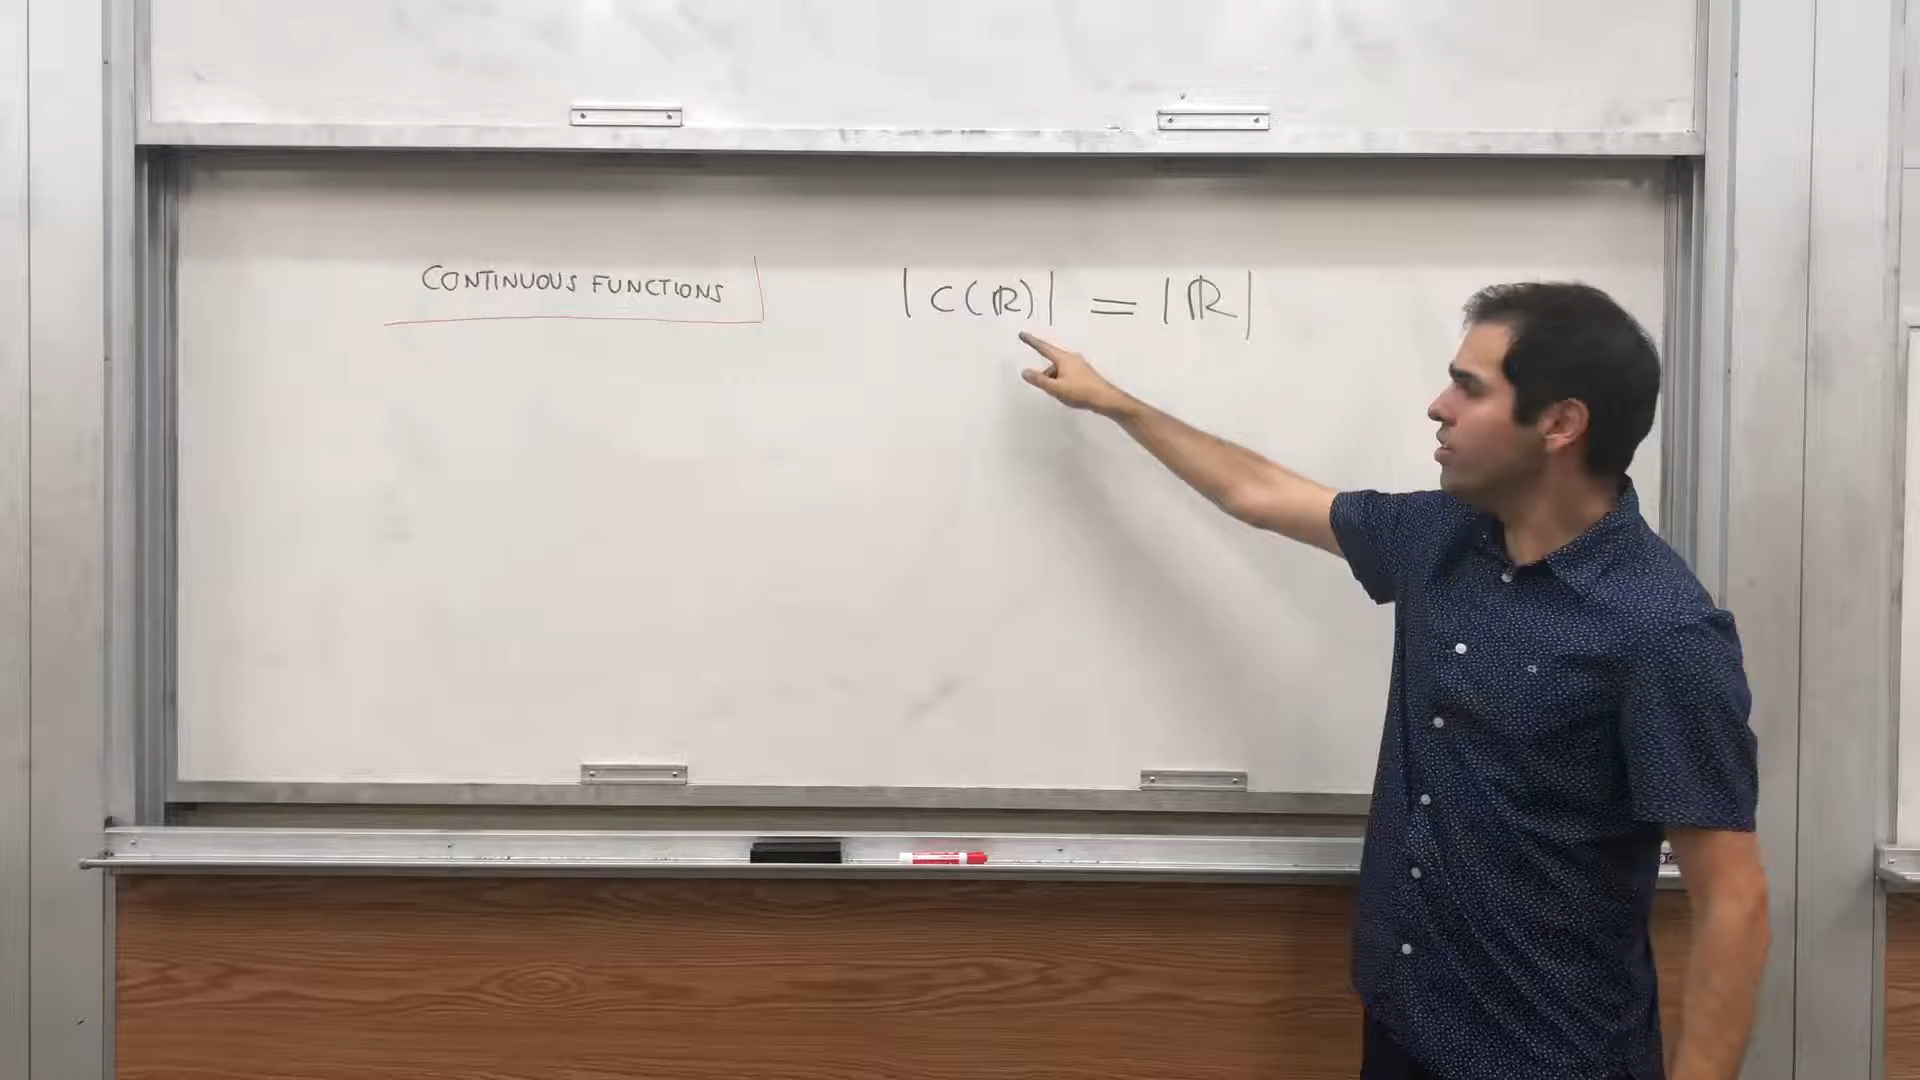 CONTINUOUS FUNCTIONS
|C(ℝ)| = |ℝ|